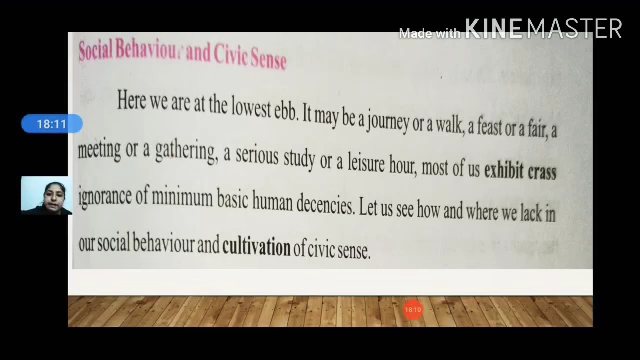 Made with KINEMASTER
Social Behaviour and Civic Sense
Here we are at the lowest ebb. It may be a journey or a walk, a feast or a fair, a
18:11
meeting or a gathering, a serious study or a leisure hour, most of us exhibit crass
ignorance of minimum basic human decencies. Let us see how and where we lack in
our social behaviour and cultivation of civic sense.
18:10